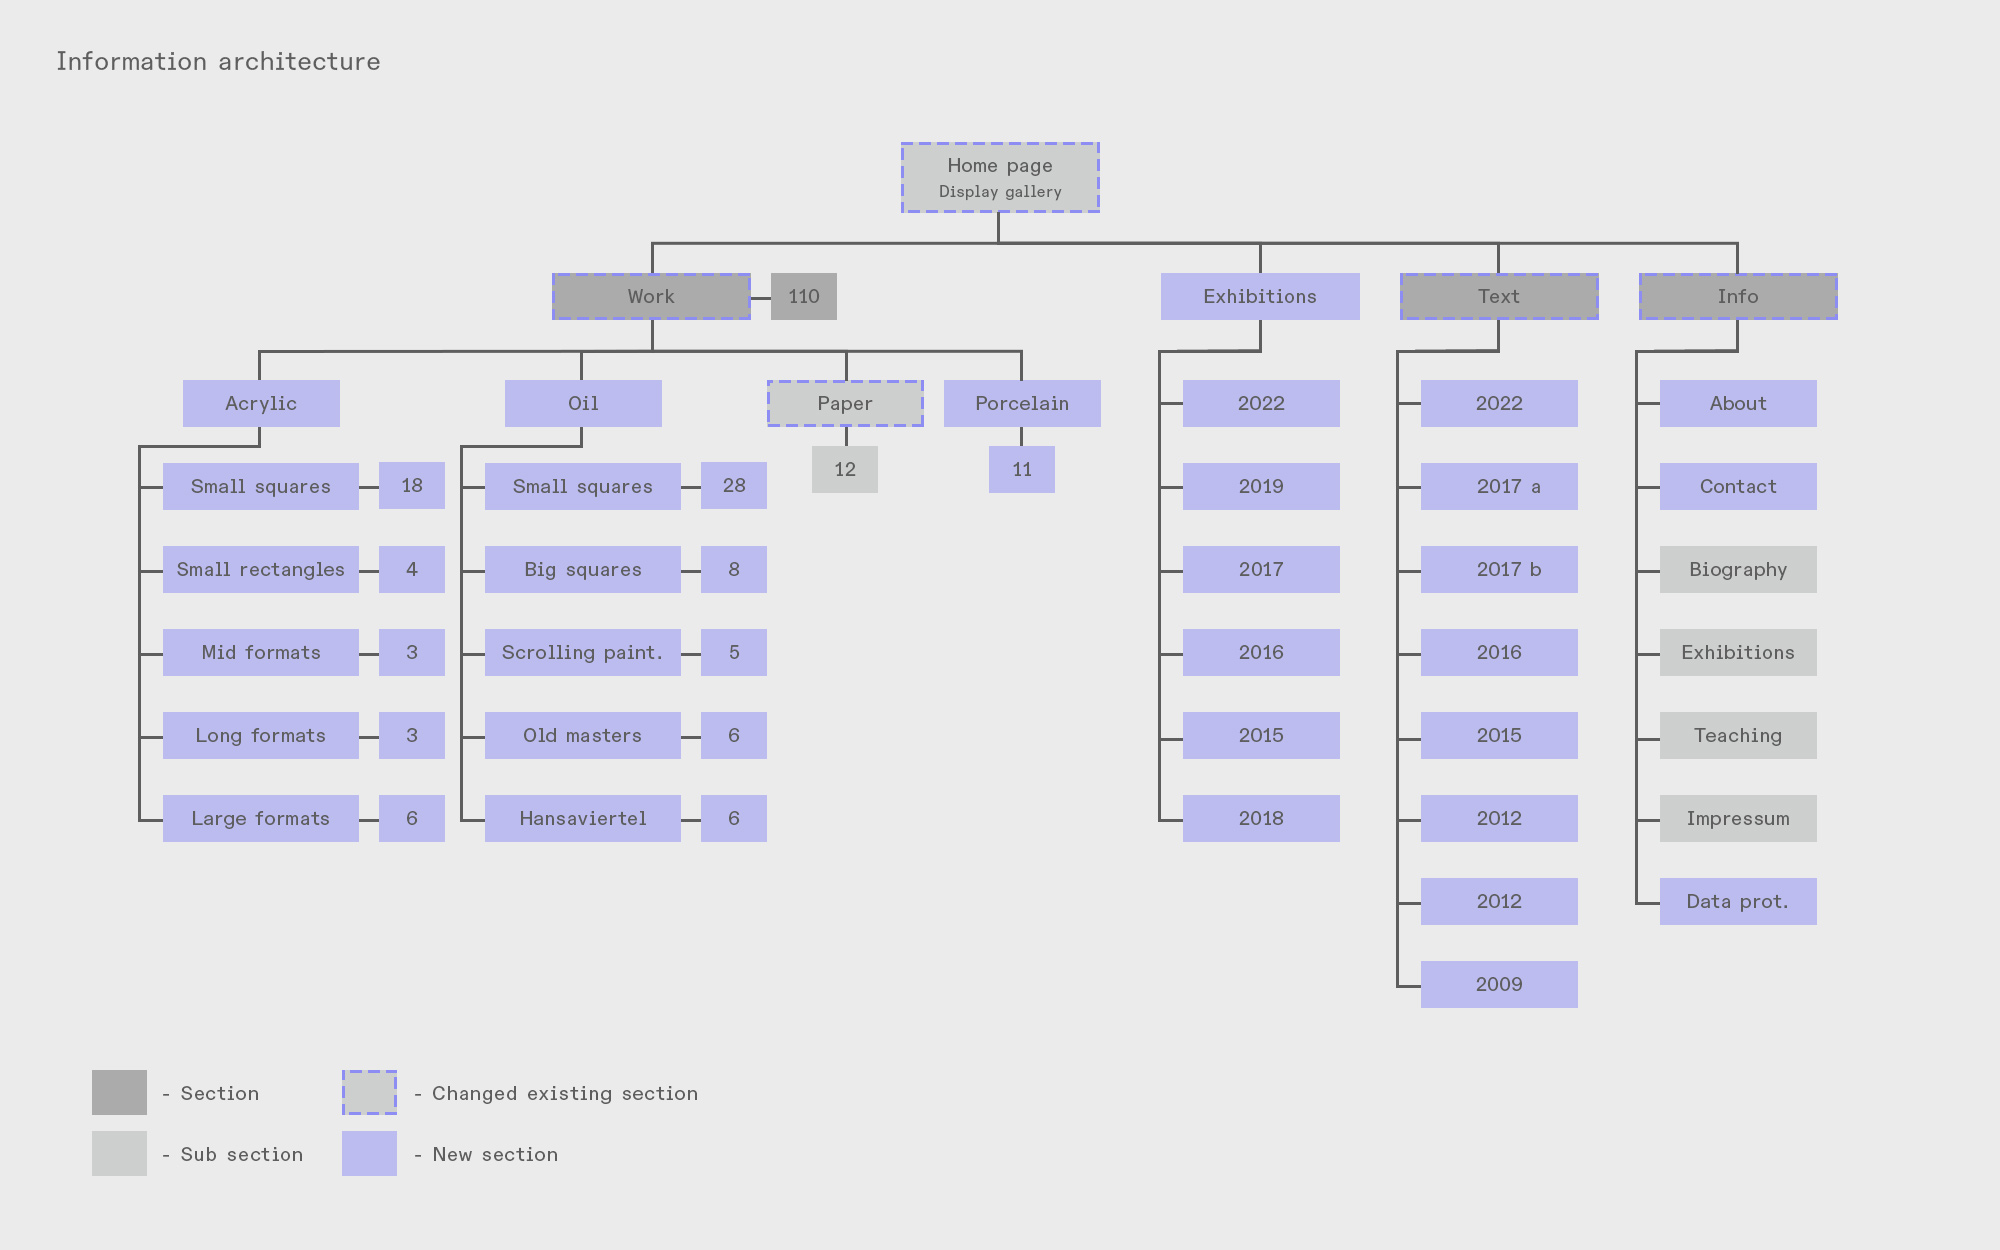 Information architecture
Home page
Display gallery
Work
110
Exhibitions
Text
Info
Acrylic
Oil
Paper
Porcelain
12
11
Small squares
18
Small rectangles
4
Mid formats
3
Long formats
3
Large formats
6
Small squares
28
Big squares
8
Scrolling paint.
5
Old masters
6
Hansaviertel
6
2022
2019
2017
2016
2015
2018
2022
2017 a
2017 b
2016
2015
2012
2012
2009
About
Contact
Biography
Exhibitions
Teaching
Impressum
Data prot.
- Section
- Changed existing section
- Sub section
- New section